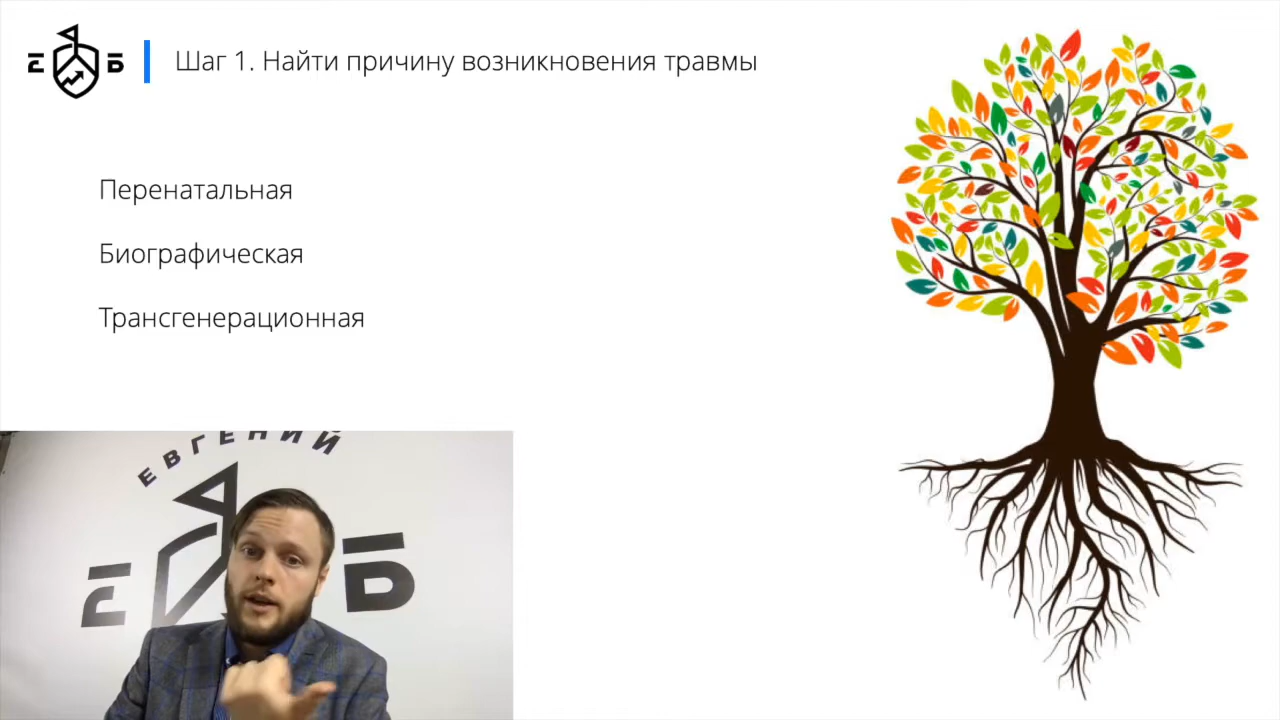 Е Б
Шаг 1. Найти причину возникновения травмы
Перенатальная
Биографическая
Трансгенерационная
ЕВГЕНИЙ
Е Б